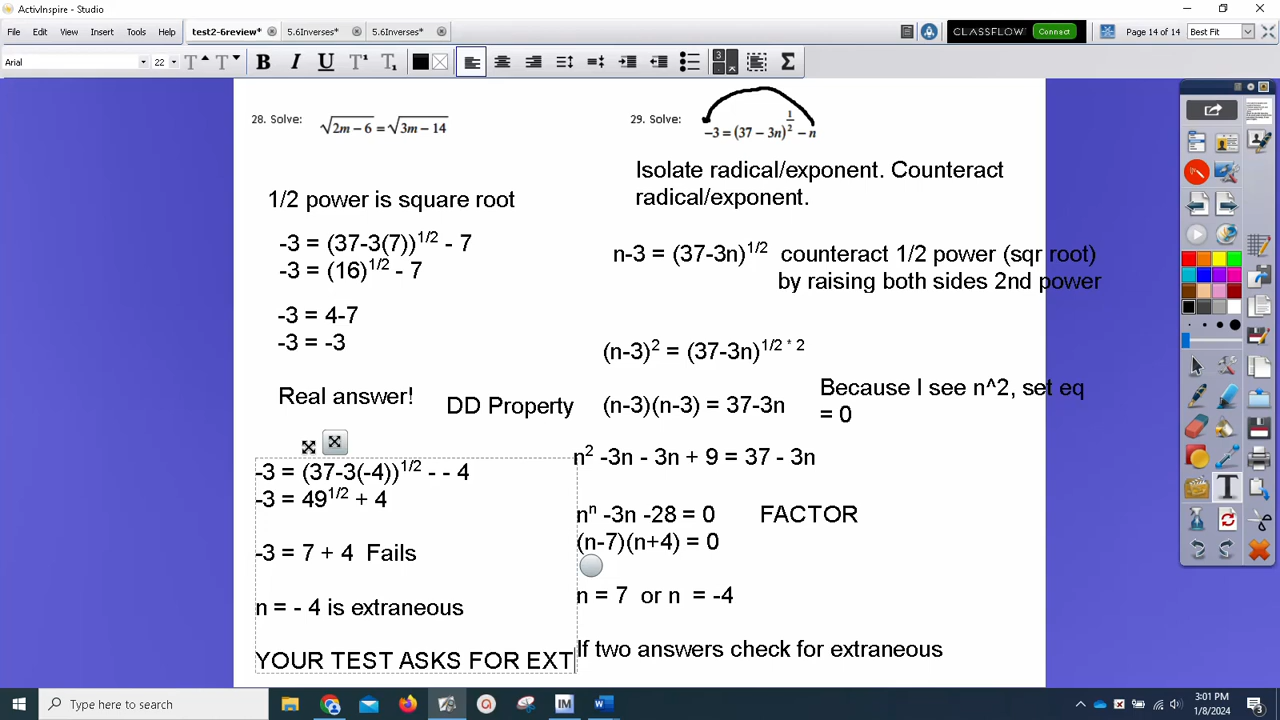 ActivInspire - Studio
File Edit View Insert Tools Help
test2-6review* 5.6Inverses* 5.6Inverses*
CLASSFLOW Connect
Page 14 of 14 Best Fit
Arial 22
28. Solve: √2m − 6 = √3m − 14
29. Solve: −3 = (37 − 3n)^1/2 − n
Isolate radical/exponent. Counteract
radical/exponent.
1/2 power is square root
-3 = (37-3(7))^1/2 - 7
-3 = (16)^1/2 - 7
-3 = 4-7
-3 = -3
Real answer!
n-3 = (37-3n)^1/2 counteract 1/2 power (sqr root)
by raising both sides 2nd power
(n-3)² = (37-3n)^1/2 * 2
Because I see n^2, set eq
= 0
DD Property (n-3)(n-3) = 37-3n
n² -3n - 3n + 9 = 37 - 3n
nⁿ -3n -28 = 0 FACTOR
(n-7)(n+4) = 0
n = 7 or n = -4
If two answers check for extraneous
-3 = (37-3(-4))^1/2 - - 4
-3 = 49^1/2 + 4
-3 = 7 + 4 Fails
n = - 4 is extraneous
YOUR TEST ASKS FOR EXT
Type here to search
3:01 PM
1/8/2024